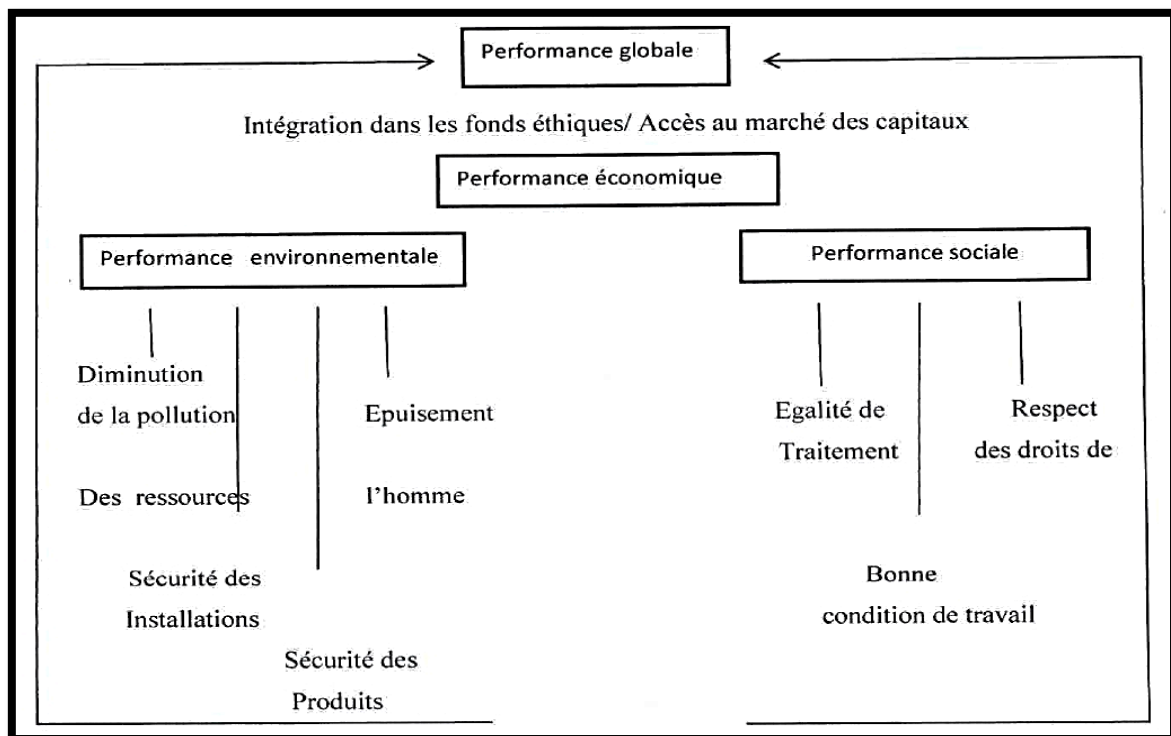 Performance globale
Intégration dans les fonds éthiques/ Accès au marché des capitaux
Performance économique
Performance environnementale
Performance sociale
Diminution
de la pollution
Epuisement
Egalité de
Traitement
Respect
des droits de
Des ressources
l'homme
Sécurité des
Installations
Bonne
condition de travail
Sécurité des
Produits